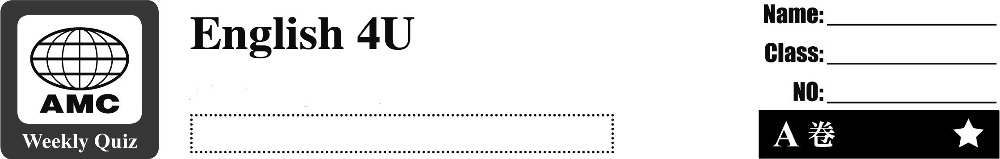 AMC
Weekly Quiz
English 4U
Name:
Class:
NO:
A 卷